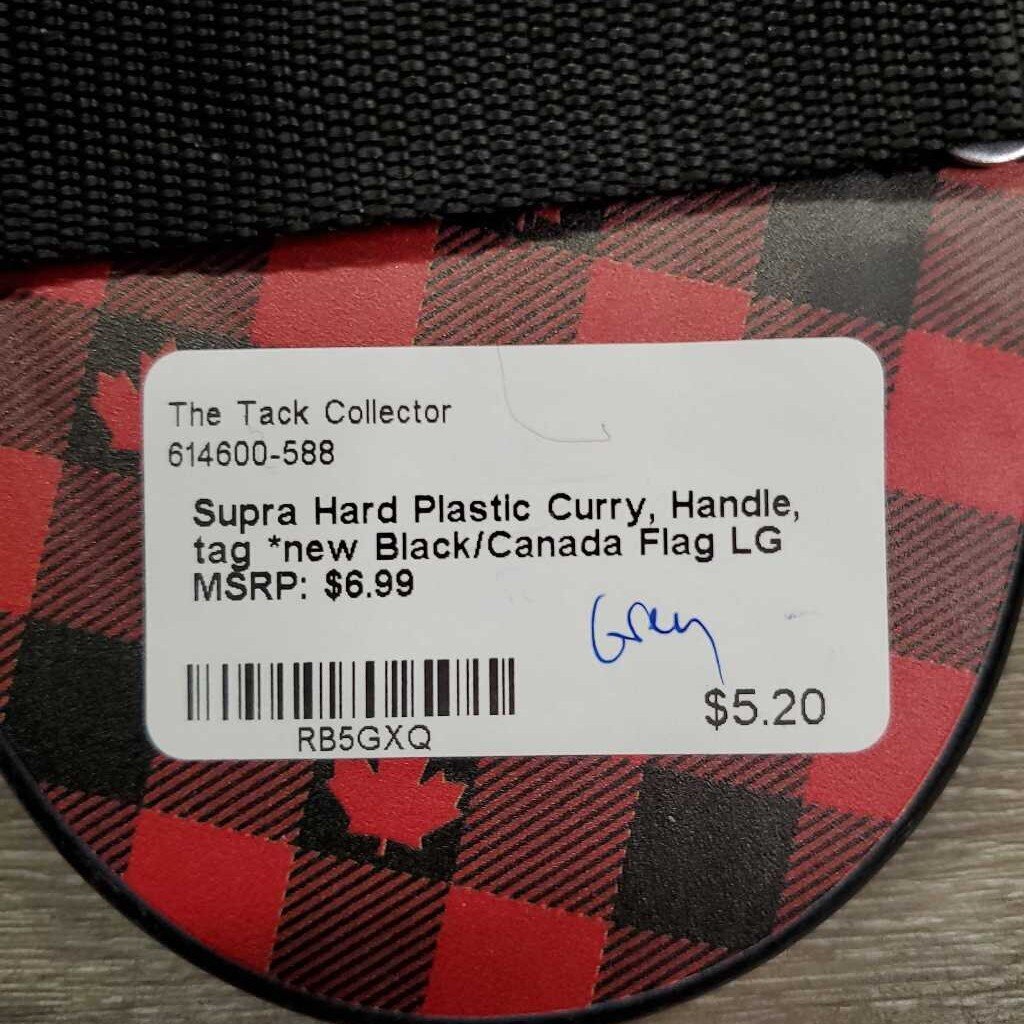 The Tack Collector
614600-588
Supra Hard Plastic Curry, Handle,
tag *new Black/Canada Flag LG
MSRP: $6.99
Grey
$5.20
RB5GXQ